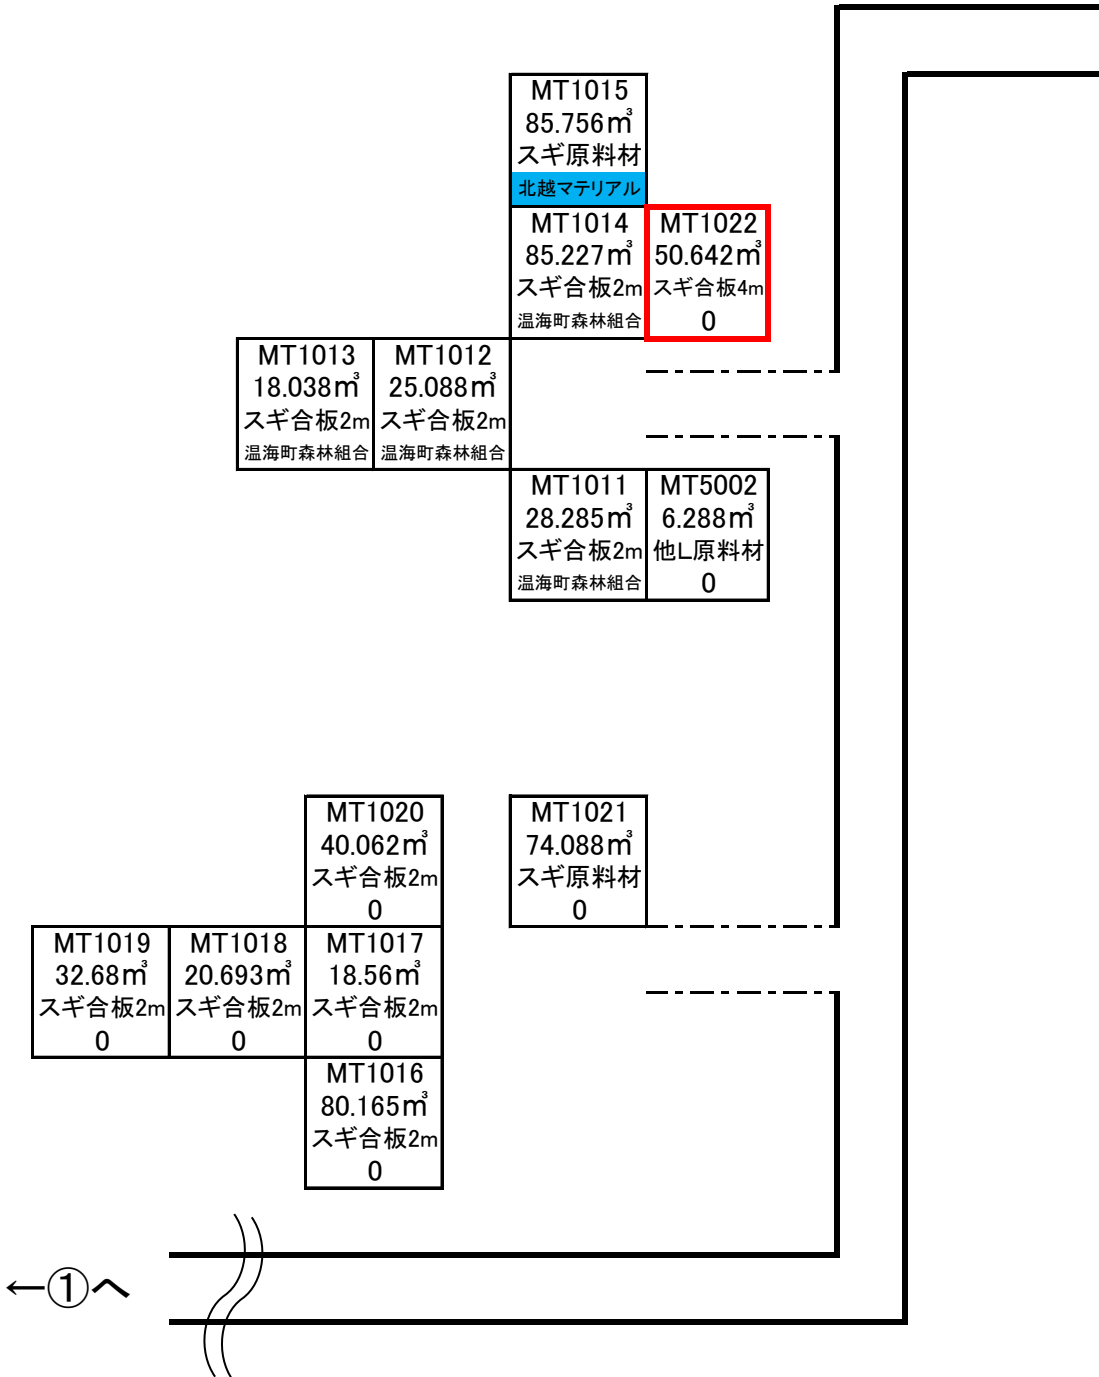 MT1015
85.756㎥
スギ原料材
北越マテリアル
MT1014
85.227㎥
スギ合板2m
温海町森林組合
MT1022
50.642㎥
スギ合板4m
0
MT1013
18.038㎥
スギ合板2m
温海町森林組合
MT1012
25.088㎥
スギ合板2m
温海町森林組合
MT1011
28.285㎥
スギ合板2m
温海町森林組合
MT5002
6.288㎥
他L原料材
0
MT1020
40.062㎥
スギ合板2m
0
MT1021
74.088㎥
スギ原料材
0
MT1019
32.68㎥
スギ合板2m
0
MT1018
20.693㎥
スギ合板2m
0
MT1017
18.56㎥
スギ合板2m
0
MT1016
80.165㎥
スギ合板2m
0
←①へ